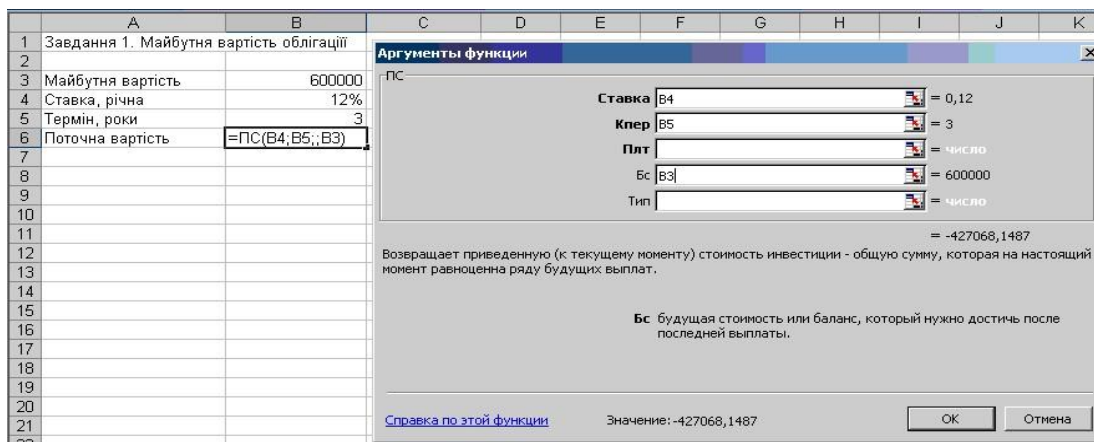 A B C D E F G H I J K
1 Завдання 1. Майбутня вартість облігаціїї
2
3 Майбутня вартість 600000
4 Ставка, річна 12%
5 Термін, роки 3
6 Поточна вартість =ПС(B4;B5;;B3)
7
8
9
10
11
12
13
14
15
16
17
18
19
20
21
Аргументы функции
ПС
Ставка B4 = 0,12
Кпер B5 = 3
Плт = число
Бс B3 = 600000
Тип = число
= -427068,1487
Возвращает приведенную (к текущему моменту) стоимость инвестиции - общую сумму, которая на настоящий
момент равноценна ряду будущих выплат.
Бс будущая стоимость или баланс, который нужно достичь после
последней выплаты.
Справка по этой функции Значение:-427068,1487 ОК Отмена